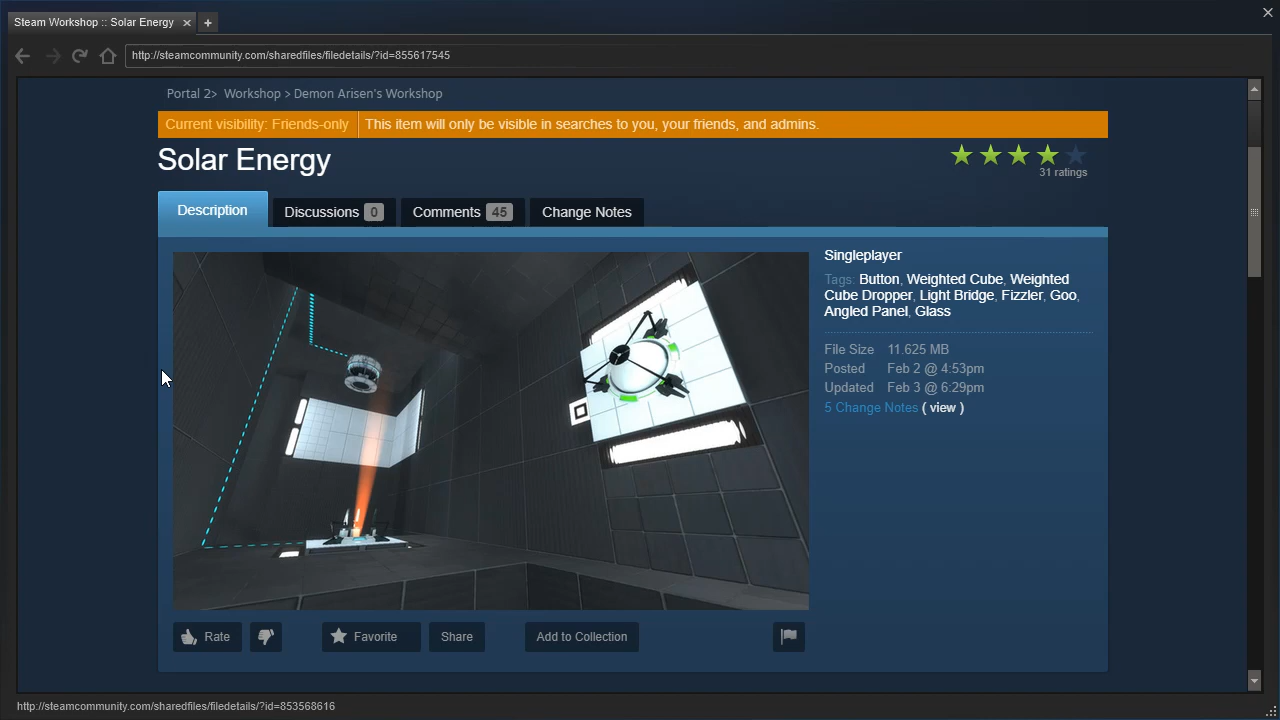 Steam Workshop :: Solar Energy
http://steamcommunity.com/sharedfiles/filedetails/?id=855617545
Portal 2> Workshop > Demon Arisen's Workshop
Current visibility: Friends-only This item will only be visible in searches to you, your friends, and admins.
Solar Energy
31 ratings
Description Discussions 0 Comments 45 Change Notes
Singleplayer
Tags: Button, Weighted Cube, Weighted
Cube Dropper, Light Bridge, Fizzler, Goo,
Angled Panel, Glass
File Size 11.625 MB
Posted Feb 2 @ 4:53pm
Updated Feb 3 @ 6:29pm
5 Change Notes ( view )
Rate Favorite Share Add to Collection
http://steamcommunity.com/sharedfiles/filedetails/?id=853568616